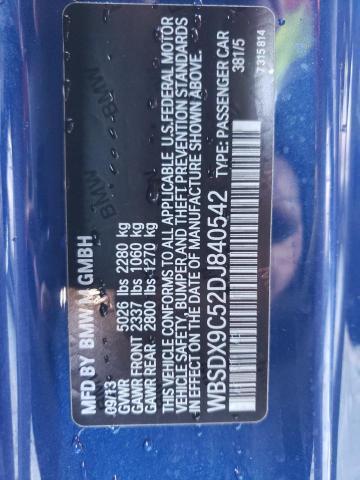 MFD BY BMW M GMBH
09/13
GVWR 5026 lbs 2280 kg
GAWR FRONT 2337 lbs 1060 kg
GAWR REAR - 2800 lbs 1270 kg
THIS VEHICLE CONFORMS TO ALL APPLICABLE U.S.FEDERAL MOTOR
VEHICLE SAFETY, BUMPER AND THEFT PREVENTION STANDARDS
IN EFFECT ON THE DATE OF MANUFACTURE SHOWN ABOVE.
WBSDX9C52DJ840542 TYPE: PASSENGER CAR
381/5
7 315 814
BMW BMW